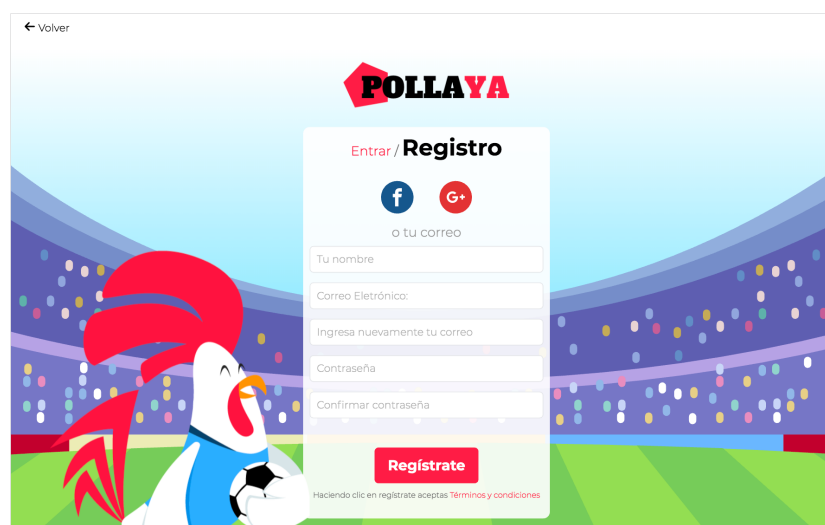 ← Volver
POLLAYA
Entrar / Registro
f G+
o tu correo
Tu nombre
Correo Eletrónico:
Ingresa nuevamente tu correo
Contraseña
Confirmar contraseña
Regístrate
Haciendo clic en regístrate aceptas Términos y condiciones